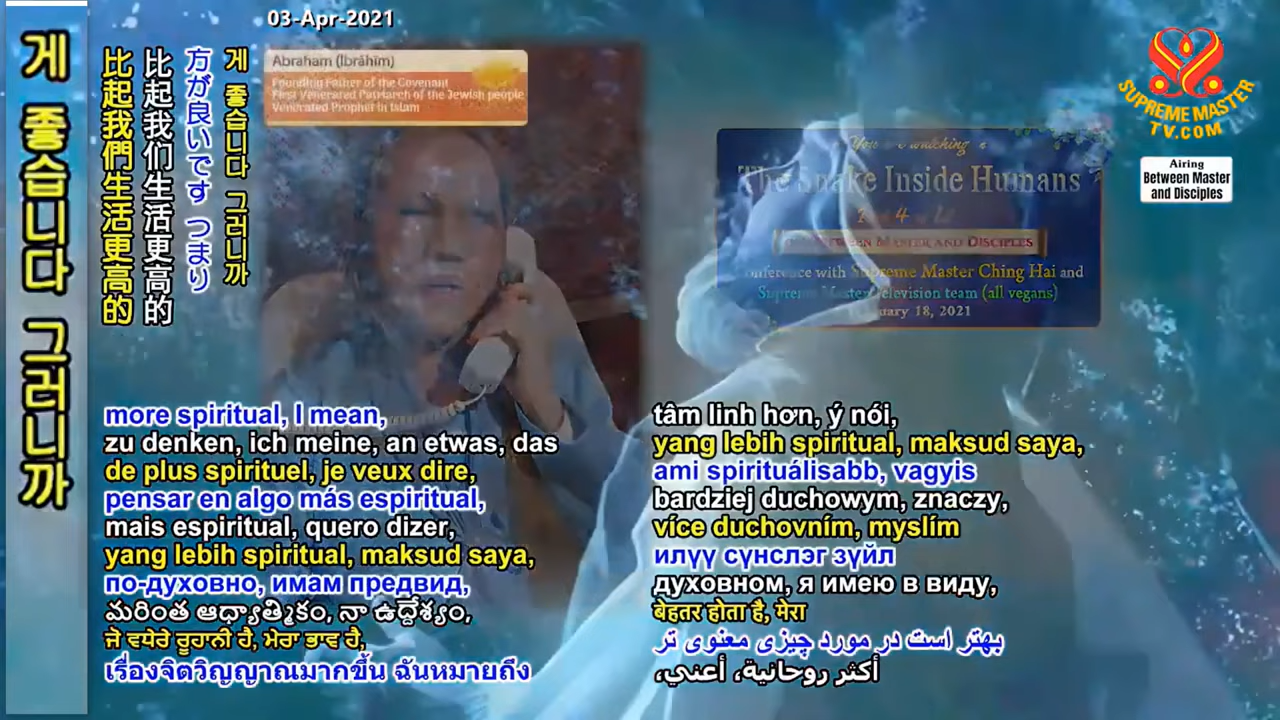 03-Apr-2021
게 좋습니다 그러니까
比起我們生活更高的
比起我们生活更高的
方が良いです つまり
게 좋습니다 그러니까
Abraham (Ibrāhīm)
Founding Father of the Covenant
First Venerated Patriarch of the Jewish people
Venerated Prophet in Islam
SUPREME MASTER
TV.COM
Airing
Between Master
and Disciples
You are watching
"The Snake Inside Humans"
4
BETWEEN MASTER AND DISCIPLES
Conference with Supreme Master Ching Hai and
Supreme Master Television team (all vegans)
January 18, 2021
more spiritual, I mean,
zu denken, ich meine, an etwas, das
de plus spirituel, je veux dire,
pensar en algo más espiritual,
mais espiritual, quero dizer,
yang lebih spiritual, maksud saya,
по-духовно, имам предвид,
మరింత ఆధ్యాత్మికం, నా ఉద్దేశ్యం,
ਜੋ ਵਧੇਰੇ ਰੂਹਾਨੀ ਹੈ, ਮੇਰਾ ਭਾਵ ਹੈ,
เรื่องจิตวิญญาณมากขึ้น ฉันหมายถึง
tâm linh hơn, ý nói,
yang lebih spiritual, maksud saya,
ami spirituálisabb, vagyis
bardziej duchowym, znaczy,
více duchovním, myslím
илүү сүнслэг зүйл
духовном, я имею в виду,
बेहतर होता है, मेरा
بهتر است در مورد چیزی معنوی تر
أكثر روحانية، أعني،